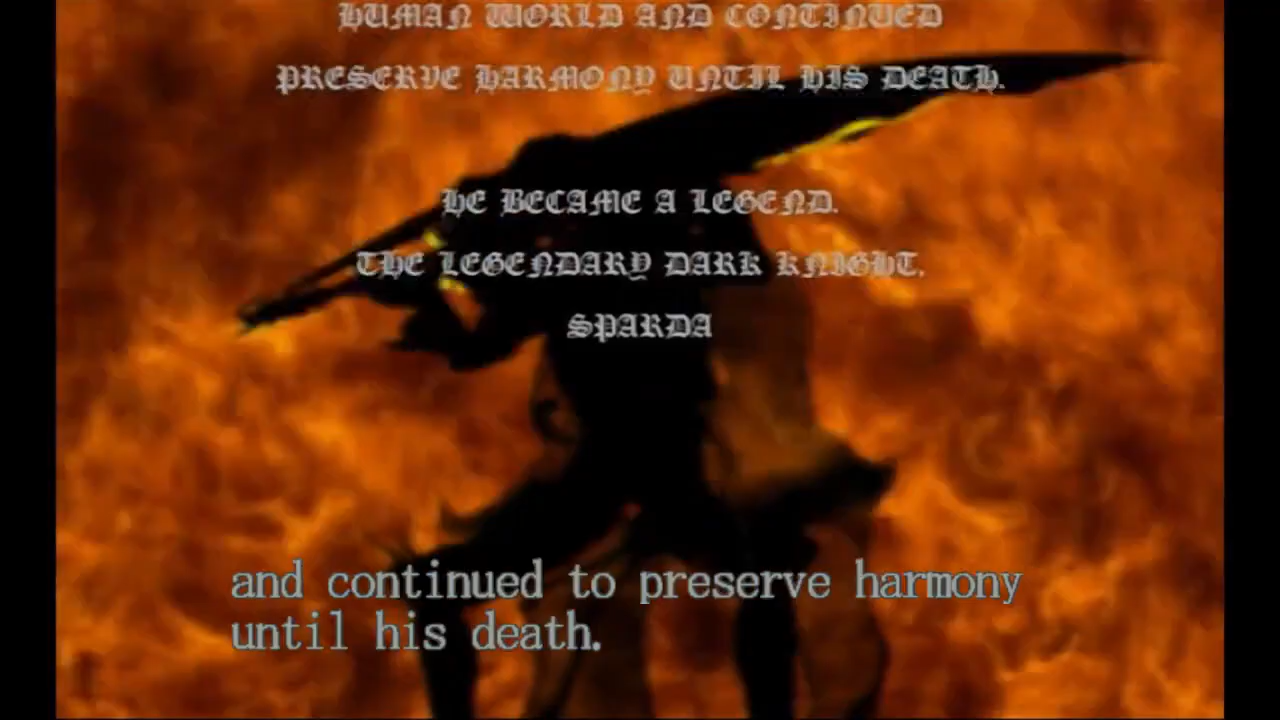 HUMAN WORLD AND CONTINUED
PRESERVE HARMONY UNTIL HIS DEATH.
HE BECAME A LEGEND.
THE LEGENDARY DARK KNIGHT,
SPARDA
and continued to preserve harmony
until his death.